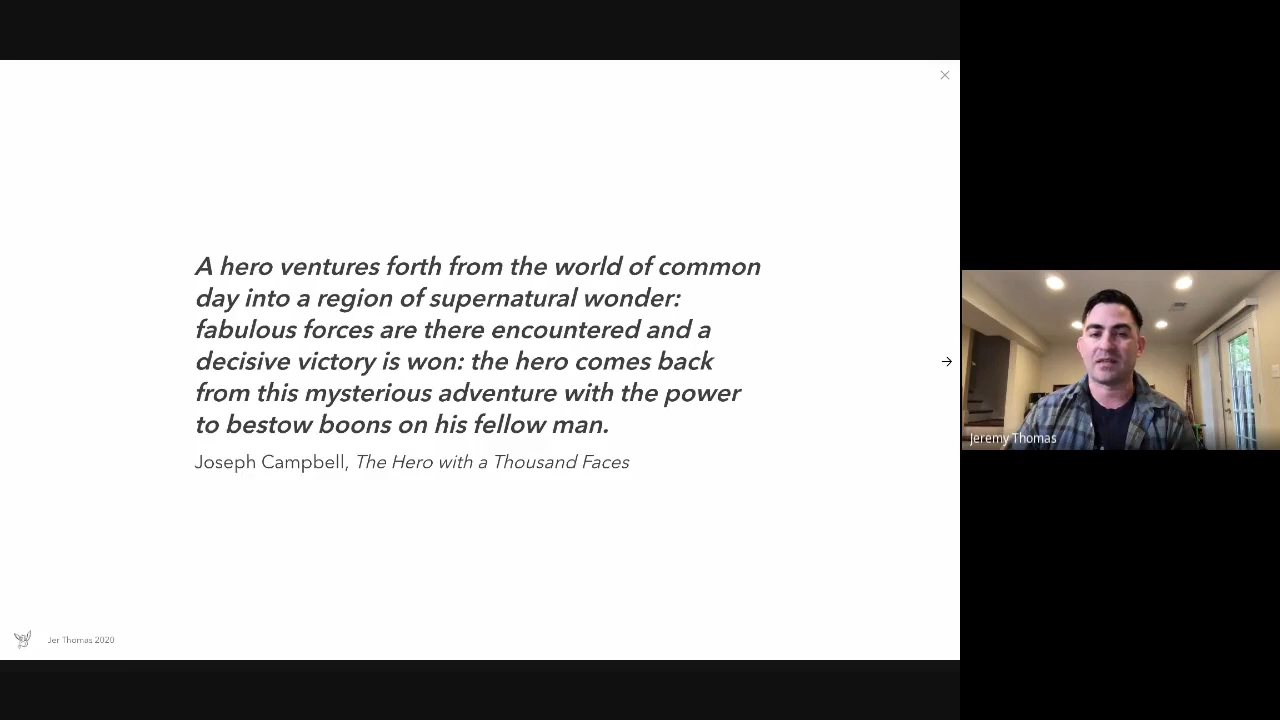 A hero ventures forth from the world of common
day into a region of supernatural wonder:
fabulous forces are there encountered and a
decisive victory is won: the hero comes back
from this mysterious adventure with the power
to bestow boons on his fellow man.
Joseph Campbell, The Hero with a Thousand Faces
Jer Thomas 2020
Jeremy Thomas